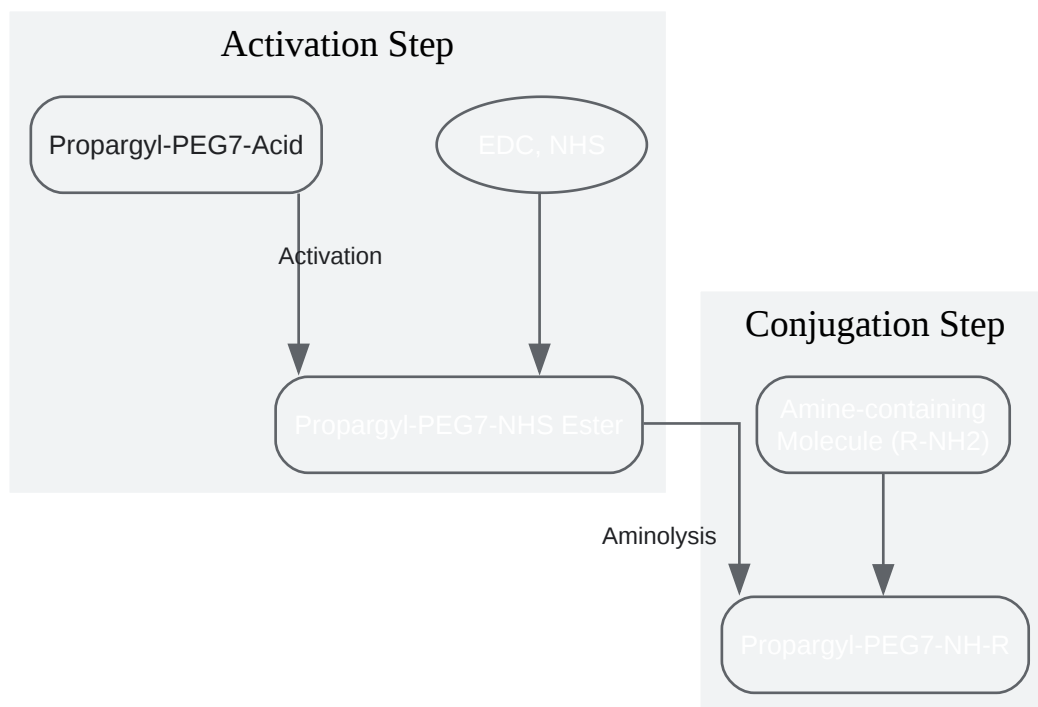 Activation Step
Propargyl-PEG7-Acid
EDC, NHS
Activation
Propargyl-PEG7-NHS Ester
Conjugation Step
Amine-containing
Molecule (R-NH2)
Aminolysis
Propargyl-PEG7-NH-R